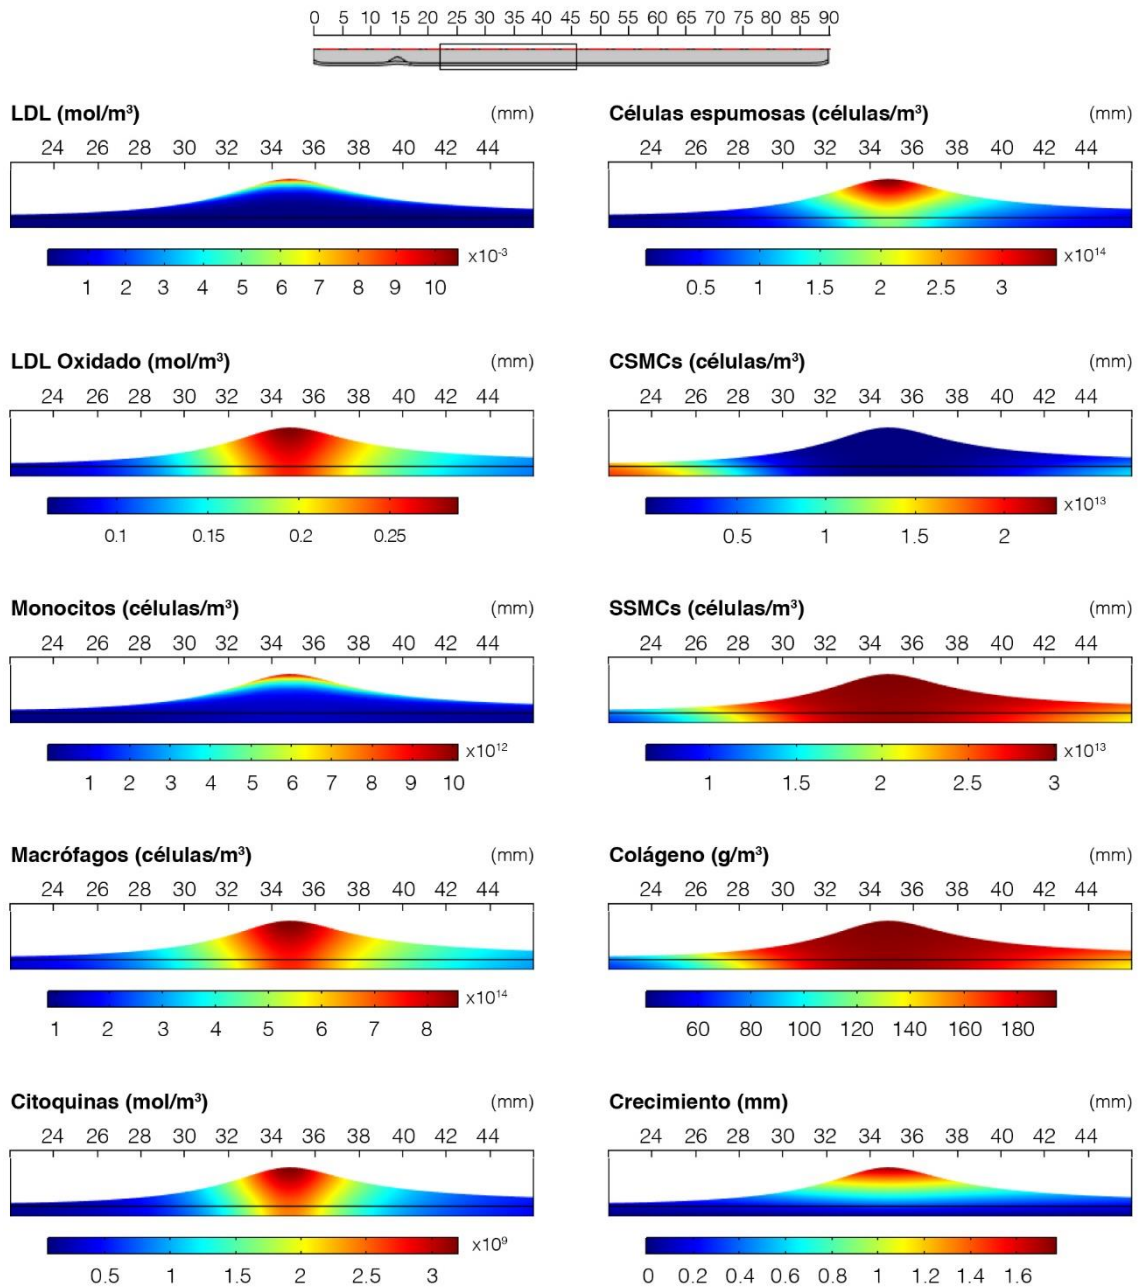 0 5 10 15 20 25 30 35 40 45 50 55 60 65 70 75 80 85 90
LDL (mol/m³) (mm)
24 26 28 30 32 34 36 38 40 42 44
x10⁻³
1 2 3 4 5 6 7 8 9 10
Células espumosas (células/m³) (mm)
24 26 28 30 32 34 36 38 40 42 44
x10¹⁴
0.5 1 1.5 2 2.5 3
LDL Oxidado (mol/m³) (mm)
24 26 28 30 32 34 36 38 40 42 44
0.1 0.15 0.2 0.25
CSMCs (células/m³) (mm)
24 26 28 30 32 34 36 38 40 42 44
x10¹³
0.5 1 1.5 2
Monocitos (células/m³) (mm)
24 26 28 30 32 34 36 38 40 42 44
x10¹²
1 2 3 4 5 6 7 8 9 10
SSMCs (células/m³) (mm)
24 26 28 30 32 34 36 38 40 42 44
x10¹³
1 1.5 2 2.5 3
Macrófagos (células/m³) (mm)
24 26 28 30 32 34 36 38 40 42 44
x10¹⁴
1 2 3 4 5 6 7 8
Colágeno (g/m³) (mm)
24 26 28 30 32 34 36 38 40 42 44
60 80 100 120 140 160 180
Citoquinas (mol/m³) (mm)
24 26 28 30 32 34 36 38 40 42 44
x10⁹
0.5 1 1.5 2 2.5 3
Crecimiento (mm) (mm)
24 26 28 30 32 34 36 38 40 42 44
0 0.2 0.4 0.6 0.8 1 1.2 1.4 1.6